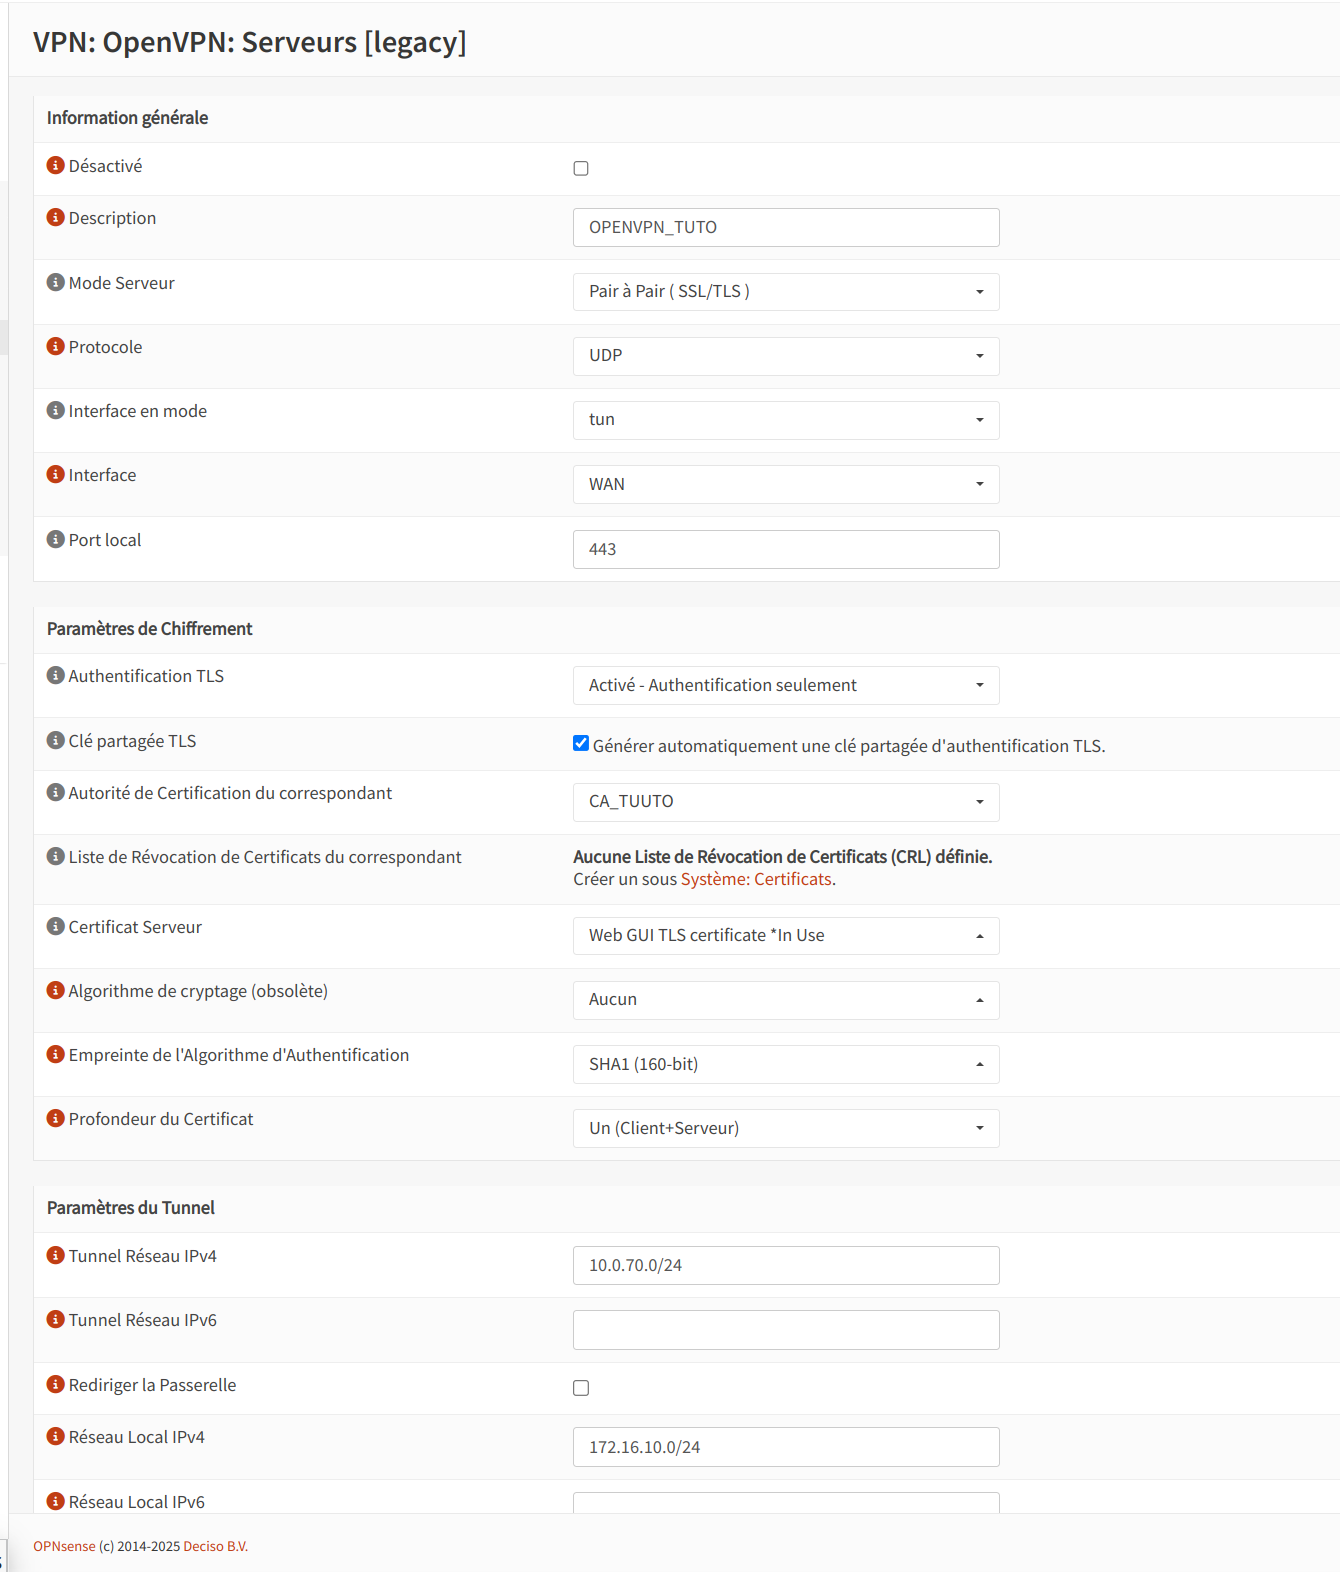 VPN: OpenVPN: Serveurs [legacy]
Information générale
Désactivé
Description
OPENVPN_TUTO
Mode Serveur
Pair à Pair ( SSL/TLS )
Protocole
UDP
Interface en mode
tun
Interface
WAN
Port local
443
Paramètres de Chiffrement
Authentification TLS
Activé - Authentification seulement
Clé partagée TLS
Générer automatiquement une clé partagée d'authentification TLS.
Autorité de Certification du correspondant
CA_TUUTO
Liste de Révocation de Certificats du correspondant
Aucune Liste de Révocation de Certificats (CRL) définie.
Créer un sous Système: Certificats.
Certificat Serveur
Web GUI TLS certificate *In Use
Algorithme de cryptage (obsolète)
Aucun
Empreinte de l'Algorithme d'Authentification
SHA1 (160-bit)
Profondeur du Certificat
Un (Client+Serveur)
Paramètres du Tunnel
Tunnel Réseau IPv4
10.0.70.0/24
Tunnel Réseau IPv6
Rediriger la Passerelle
Réseau Local IPv4
172.16.10.0/24
Réseau Local IPv6
OPNsense (c) 2014-2025 Deciso B.V.